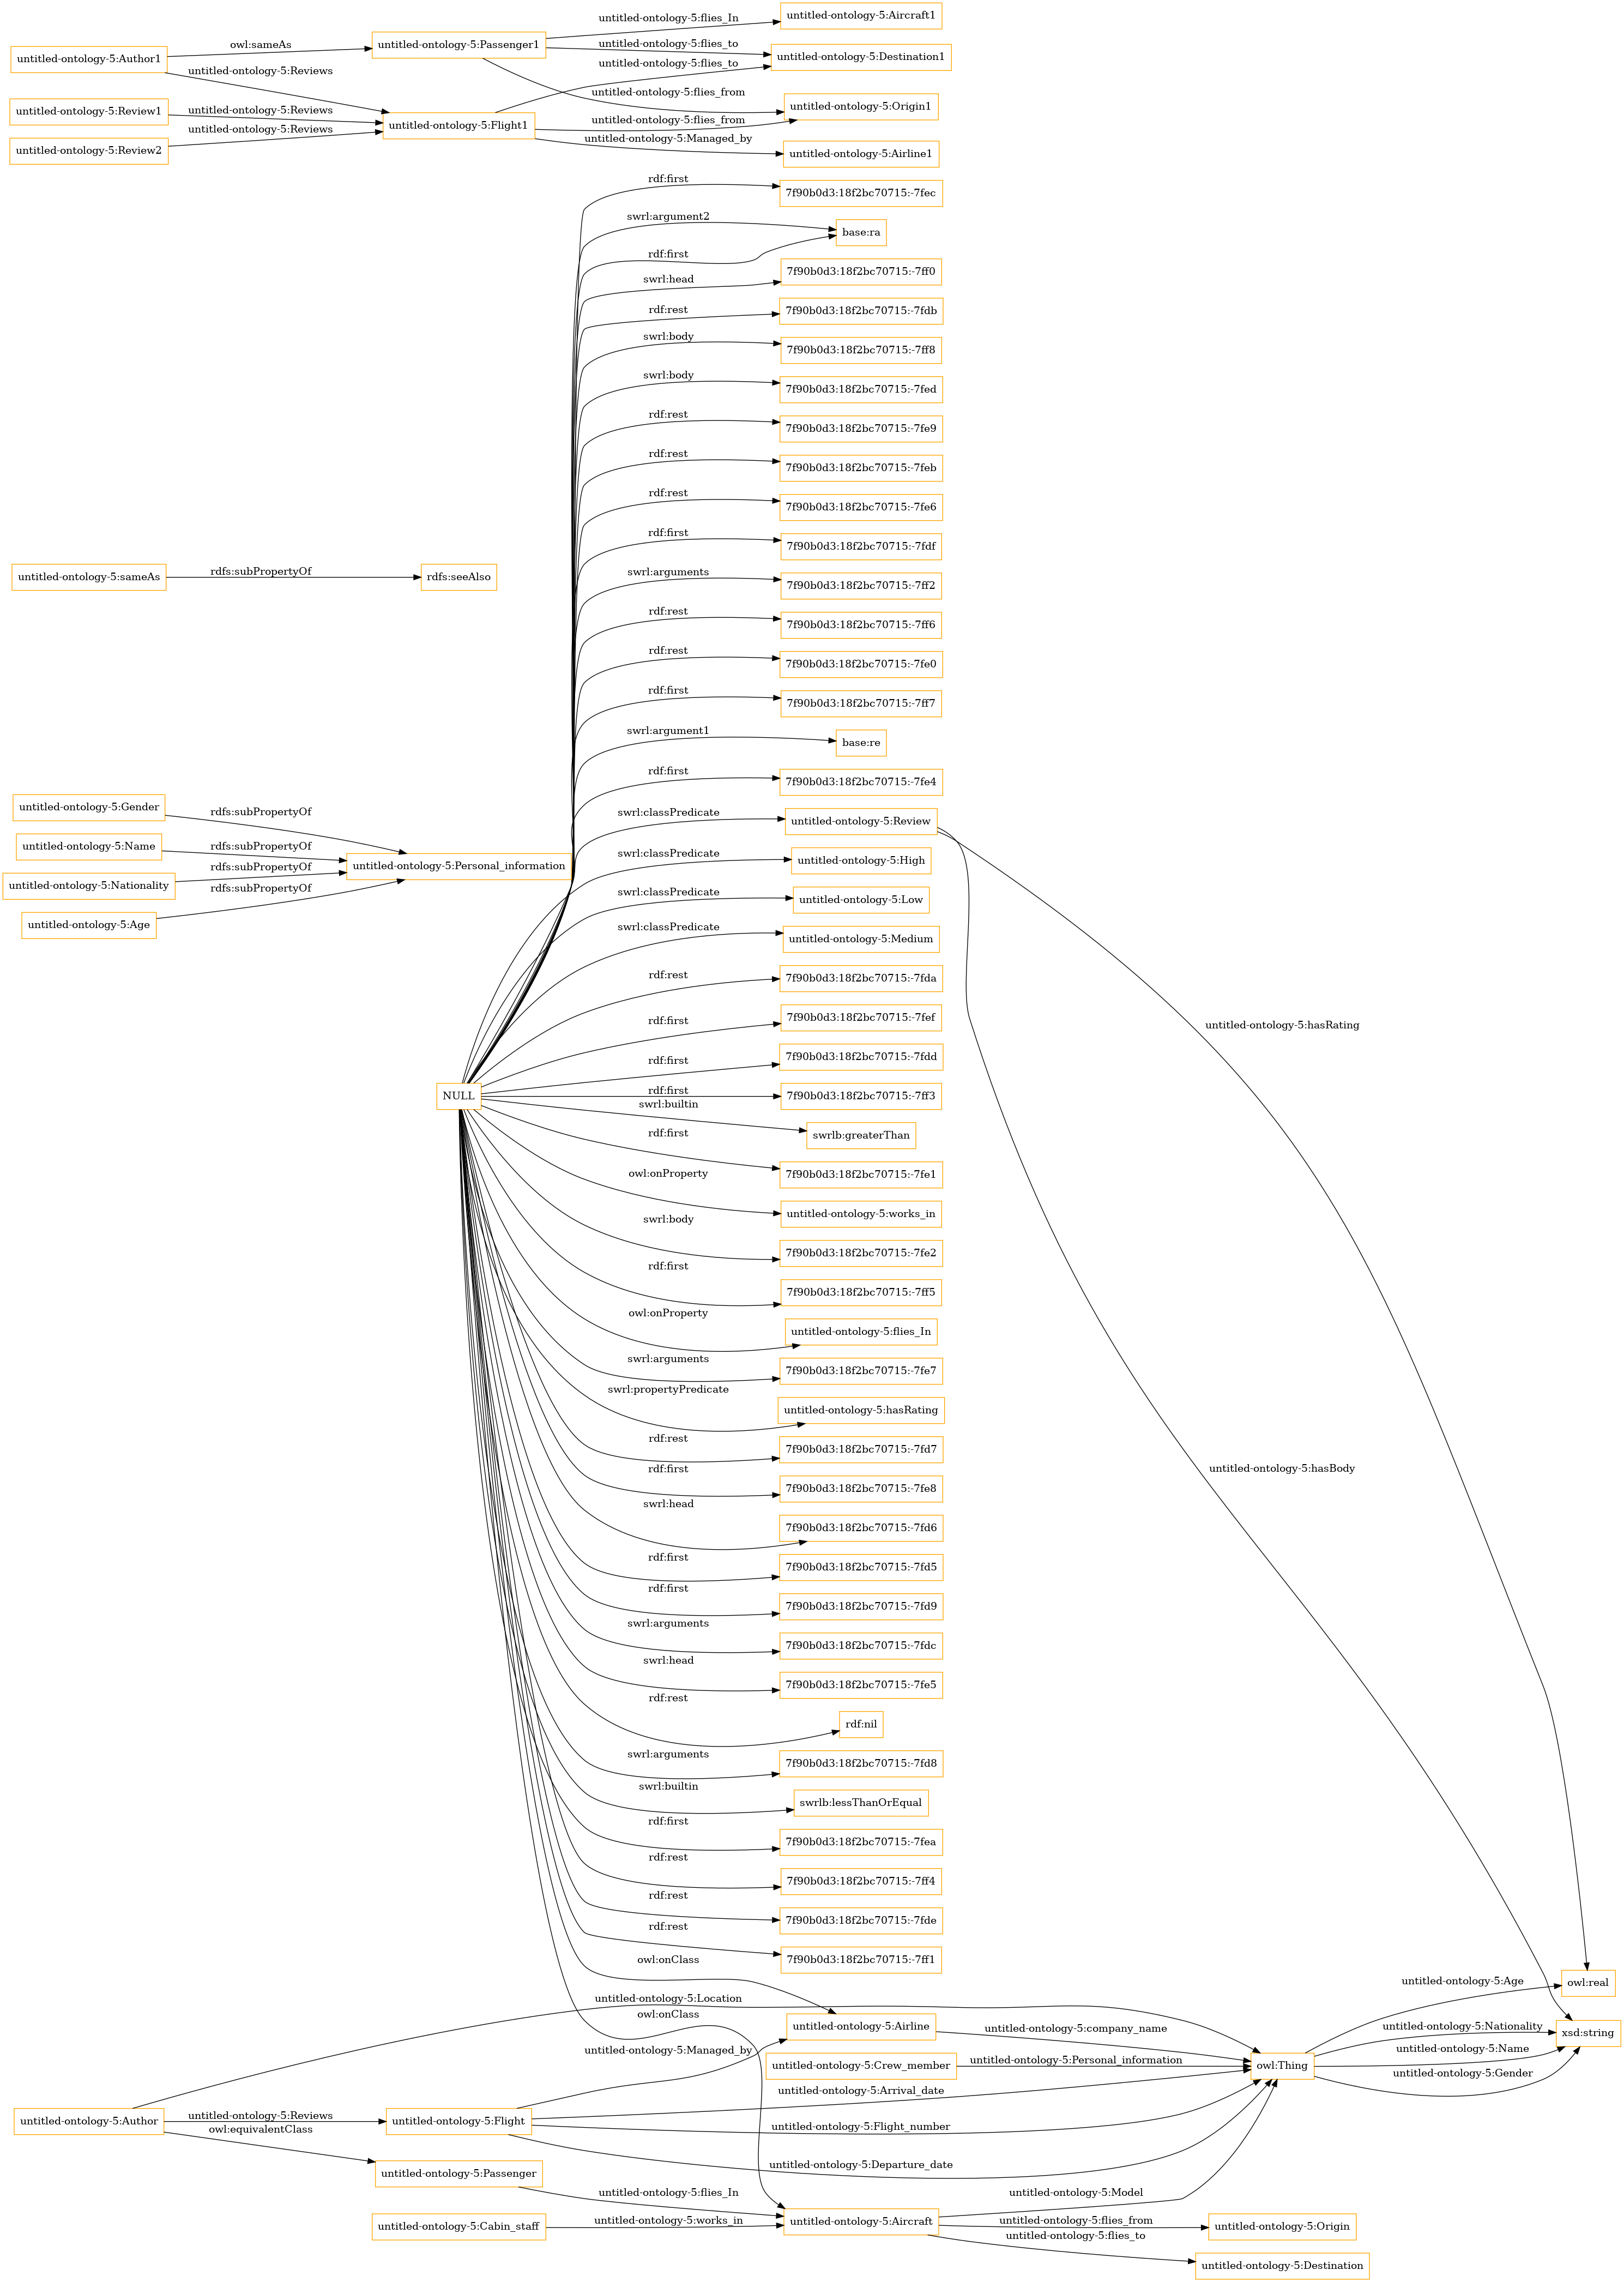 untitled-ontology-5:Aircraft1
untitled-ontology-5:flies_In
owl:sameAs
untitled-ontology-5:Passenger1
untitled-ontology-5:flies_to
untitled-ontology-5:Destination1
untitled-ontology-5:Author1
untitled-ontology-5:flies_to
untitled-ontology-5:Reviews
untitled-ontology-5:flies_from
untitled-ontology-5:Origin1
untitled-ontology-5:Review1
untitled-ontology-5:Reviews
untitled-ontology-5:flies_from
untitled-ontology-5:Flight1
untitled-ontology-5:Reviews
untitled-ontology-5:Managed_by
untitled-ontology-5:Review2
untitled-ontology-5:Airline1
rdf:first
7f90b0d3:18f2bc70715:-7fec
swrl:argument2
base:ra
rdf:first
7f90b0d3:18f2bc70715:-7ff0
swrl:head
rdf:rest
7f90b0d3:18f2bc70715:-7fdb
swrl:body
7f90b0d3:18f2bc70715:-7ff8
swrl:body
7f90b0d3:18f2bc70715:-7fed
rdf:rest
7f90b0d3:18f2bc70715:-7fe9
rdf:rest
7f90b0d3:18f2bc70715:-7feb
rdf:rest
7f90b0d3:18f2bc70715:-7fe6
rdf:first
7f90b0d3:18f2bc70715:-7fdf
untitled-ontology-5:sameAs
rdfs:subPropertyOf
rdfs:seeAlso
swrl:arguments
7f90b0d3:18f2bc70715:-7ff2
rdf:rest
7f90b0d3:18f2bc70715:-7ff6
rdf:rest
7f90b0d3:18f2bc70715:-7fe0
rdf:first
7f90b0d3:18f2bc70715:-7ff7
swrl:argument1
base:re
rdf:first
7f90b0d3:18f2bc70715:-7fe4
untitled-ontology-5:Gender
rdfs:subPropertyOf
swrl:classPredicate
untitled-ontology-5:Review
untitled-ontology-5:Name
rdfs:subPropertyOf
untitled-ontology-5:Personal_information
swrl:classPredicate
untitled-ontology-5:High
untitled-ontology-5:Nationality
rdfs:subPropertyOf
rdfs:subPropertyOf
untitled-ontology-5:Age
swrl:classPredicate
untitled-ontology-5:Low
swrl:classPredicate
untitled-ontology-5:Medium
rdf:rest
7f90b0d3:18f2bc70715:-7fda
rdf:first
7f90b0d3:18f2bc70715:-7fef
untitled-ontology-5:hasRating
rdf:first
7f90b0d3:18f2bc70715:-7fdd
NULL
rdf:first
7f90b0d3:18f2bc70715:-7ff3
swrl:builtin
swrlb:greaterThan
rdf:first
7f90b0d3:18f2bc70715:-7fe1
owl:onProperty
untitled-ontology-5:works_in
swrl:body
7f90b0d3:18f2bc70715:-7fe2
rdf:first
7f90b0d3:18f2bc70715:-7ff5
owl:onProperty
untitled-ontology-5:flies_In
swrl:arguments
7f90b0d3:18f2bc70715:-7fe7
swrl:propertyPredicate
untitled-ontology-5:hasRating
rdf:rest
7f90b0d3:18f2bc70715:-7fd7
untitled-ontology-5:hasBody
rdf:first
7f90b0d3:18f2bc70715:-7fe8
swrl:head
7f90b0d3:18f2bc70715:-7fd6
rdf:first
7f90b0d3:18f2bc70715:-7fd5
rdf:first
7f90b0d3:18f2bc70715:-7fd9
swrl:arguments
7f90b0d3:18f2bc70715:-7fdc
swrl:head
7f90b0d3:18f2bc70715:-7fe5
rdf:rest
rdf:nil
swrl:arguments
7f90b0d3:18f2bc70715:-7fd8
swrl:builtin
swrlb:lessThanOrEqual
rdf:first
7f90b0d3:18f2bc70715:-7fea
rdf:rest
7f90b0d3:18f2bc70715:-7ff4
rdf:rest
7f90b0d3:18f2bc70715:-7fde
rdf:rest
7f90b0d3:18f2bc70715:-7ff1
owl:onClass
untitled-ontology-5:Age
owl:real
untitled-ontology-5:Location
owl:onClass
untitled-ontology-5:Airline
untitled-ontology-5:company_name
untitled-ontology-5:Nationality
xsd:string
untitled-ontology-5:Managed_by
untitled-ontology-5:Name
untitled-ontology-5:Crew_member
untitled-ontology-5:Personal_information
owl:Thing
untitled-ontology-5:Gender
untitled-ontology-5:Arrival_date
untitled-ontology-5:Author
untitled-ontology-5:Reviews
untitled-ontology-5:Flight
untitled-ontology-5:Flight_number
owl:equivalentClass
untitled-ontology-5:Departure_date
untitled-ontology-5:Passenger
untitled-ontology-5:flies_In
untitled-ontology-5:Model
untitled-ontology-5:Cabin_staff
untitled-ontology-5:works_in
untitled-ontology-5:Aircraft
untitled-ontology-5:flies_from
untitled-ontology-5:Origin
untitled-ontology-5:flies_to
untitled-ontology-5:Destination